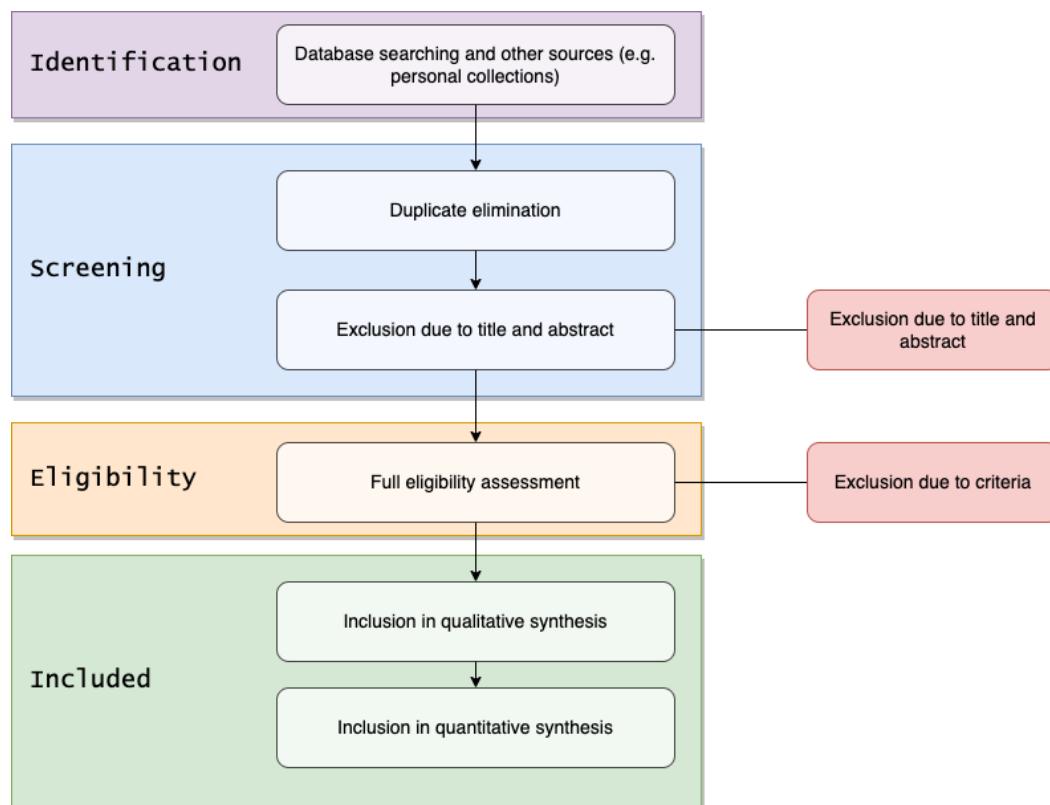 Identification
Database searching and other sources (e.g.
personal collections)
Screening
Duplicate elimination
Exclusion due to title and abstract
Exclusion due to title and
abstract
Eligibility
Full eligibility assessment
Exclusion due to criteria
Included
Inclusion in qualitative synthesis
Inclusion in quantitative synthesis